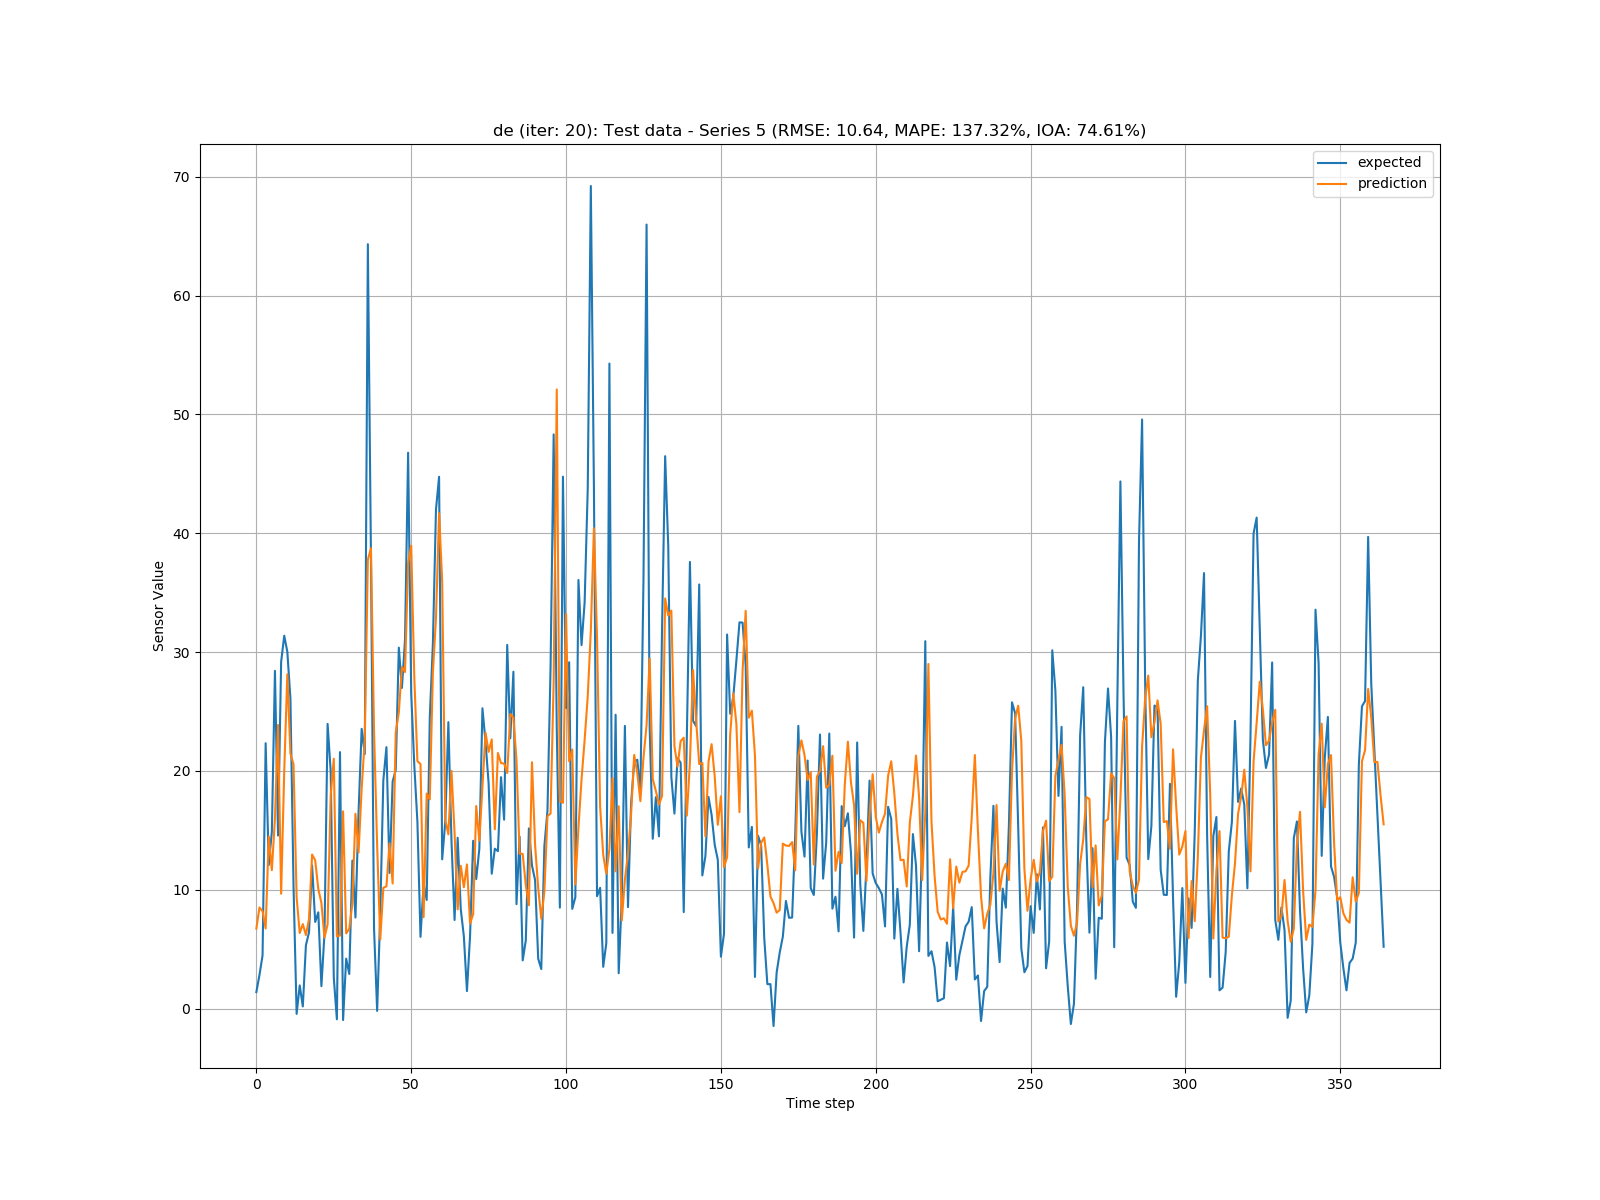 de (iter: 20): Test data - Series 5 (RMSE: 10.64, MAPE: 137.32%, IOA: 74.61%)
expected
prediction
70
60
50
40
30
20
10
0
Sensor Value
0 50 100 150 200 250 300 350
Time step